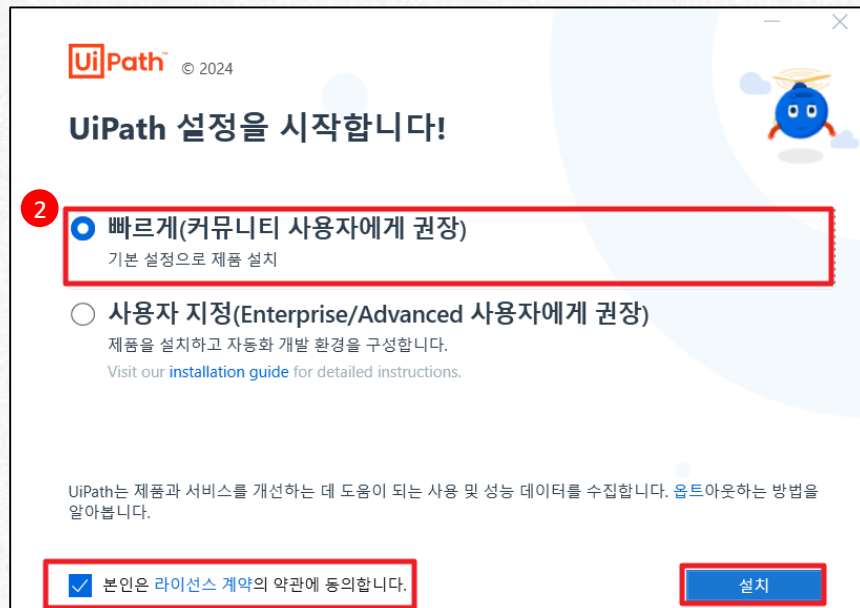 UiPath™ © 2024
UiPath 설정을 시작합니다!
2
빠르게(커뮤니티 사용자에게 권장)
기본 설정으로 제품 설치
사용자 지정(Enterprise/Advanced 사용자에게 권장)
제품을 설치하고 자동화 개발 환경을 구성합니다.
Visit our installation guide for detailed instructions.
UiPath는 제품과 서비스를 개선하는 데 도움이 되는 사용 및 성능 데이터를 수집합니다. 옵트아웃하는 방법을
알아봅니다.
본인은 라이선스 계약의 약관에 동의합니다.
설치